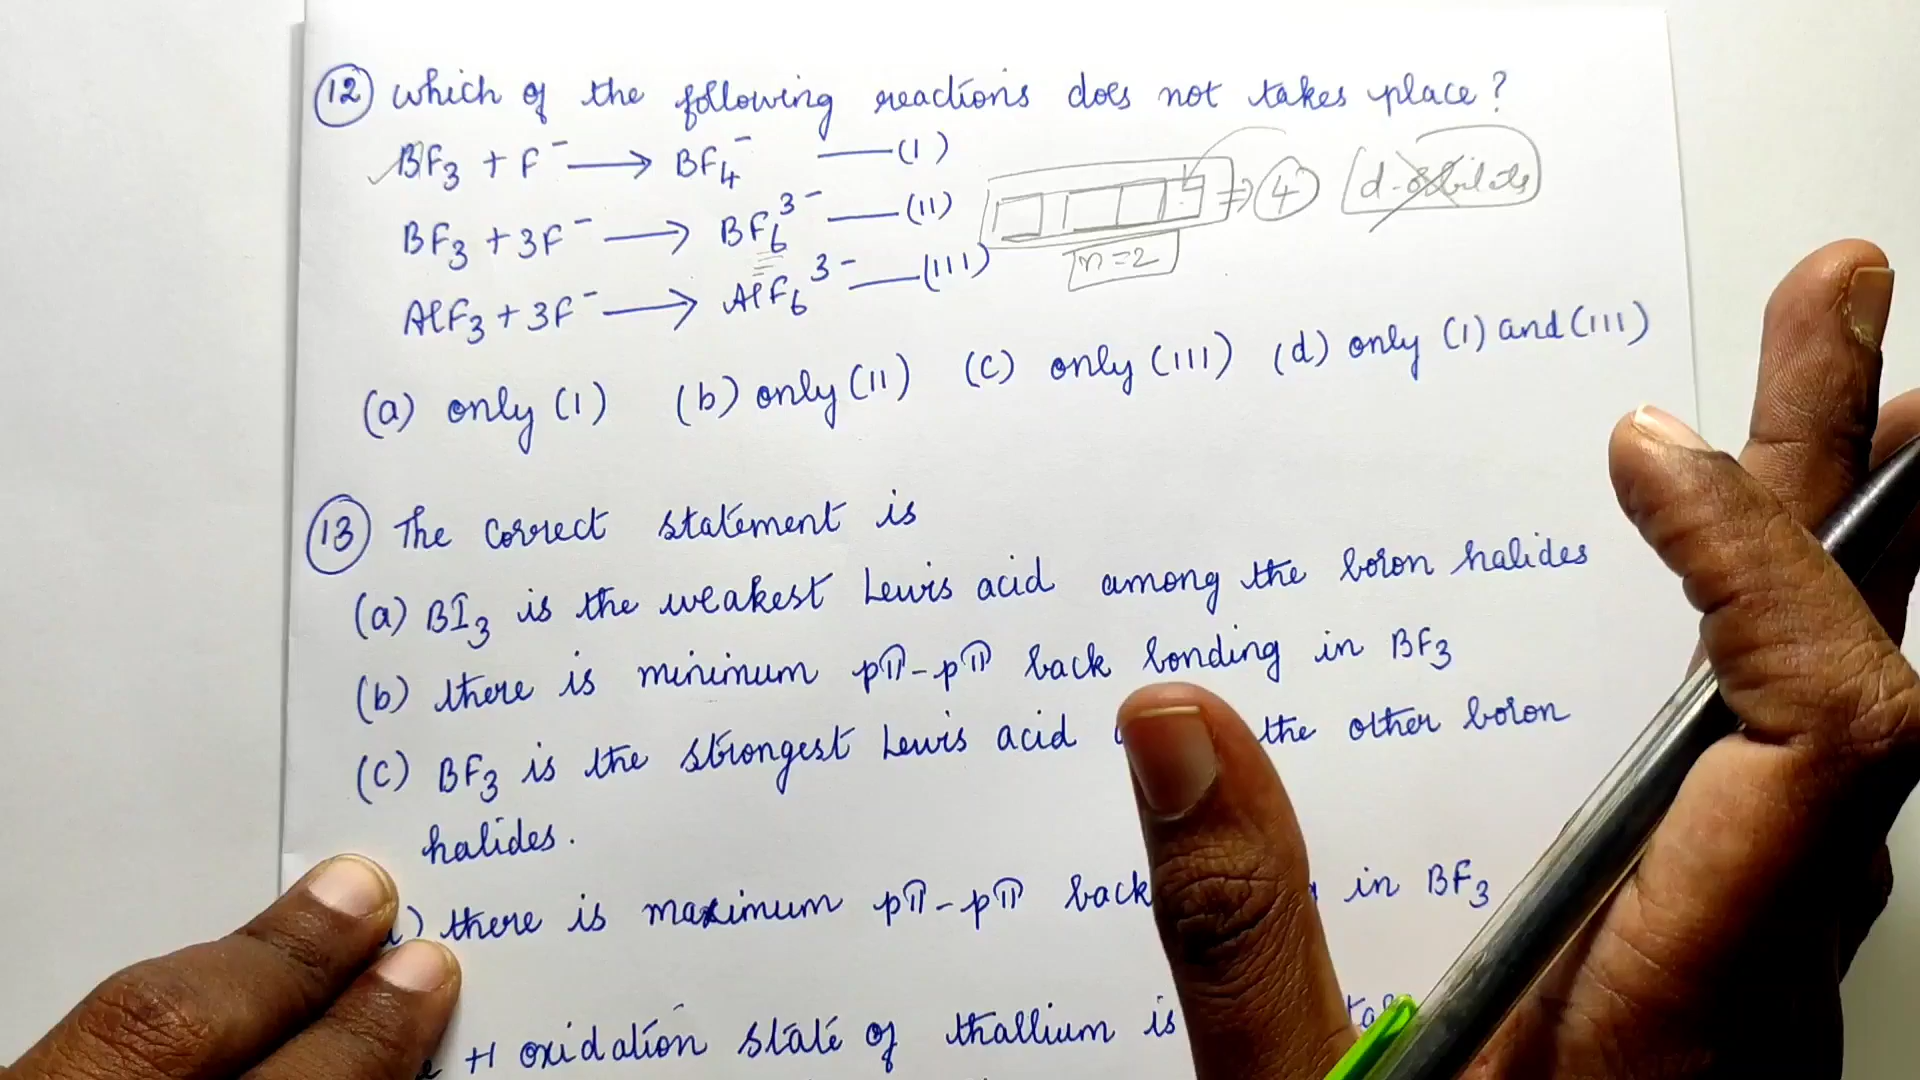 12 which of the following reactions does not takes place?
BF₃ + F⁻ → BF₄⁻ —(I)
BF₃ + 3F⁻ → BF₆³⁻ —(II)
AlF₃ + 3F⁻ → AlF₆³⁻ —(III)
⇒ 4 d-orbitals
n=2
(a) only (I) (b) only (II) (c) only (III) (d) only (I) and (III)
13 The correct statement is
(a) BI₃ is the weakest Lewis acid among the boron halides
(b) there is minimum pπ-pπ back bonding in BF₃
(c) BF₃ is the strongest Lewis acid the other boron
halides.
) there is maximum pπ-pπ back in BF₃
+1 oxidation state of thallium is